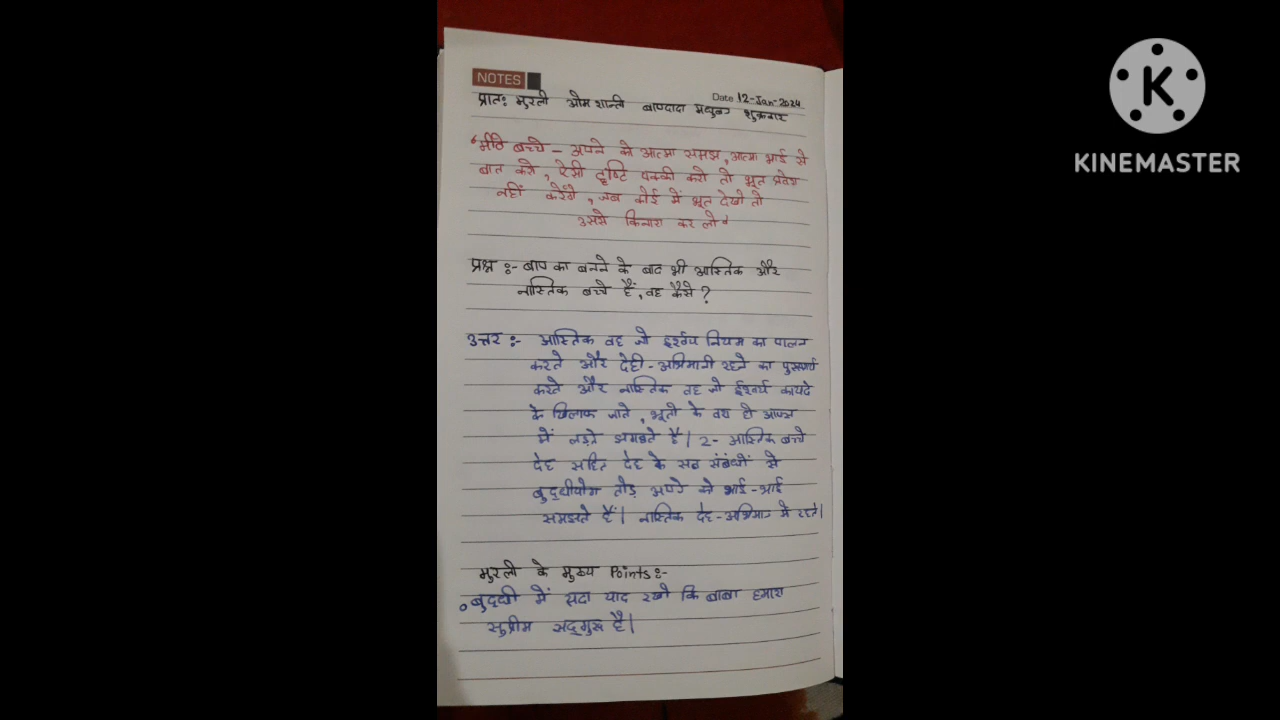 NOTES
Date 12-Jan-2024
प्रातः मुरली ओम शान्ती बापदादा मधुबन शुक्रवार
"मीठे बच्चे - अपने को आत्मा समझ, आत्मा भाई से
बात करो, ऐसी दृष्टि पक्की करो तो भूत प्रवेश
नहीं करेंगे, जब कोई में भूत देखो तो
उससे किनारा कर लो"
प्रश्न :- बाप का बनने के बाद भी आस्तिक और
नास्तिक बच्चे हैं, वह कैसे?
उत्तर :- आस्तिक वह जो ईश्वरीय नियम का पालन
करते और देही-अभिमानी रहने का पुरुषार्थ
करते और नास्तिक वह जो ईश्वरीय कायदे
के खिलाफ जाते, भूतों के वश हो आपस
में लड़ते झगड़ते हैं। 2- आस्तिक बच्चे
देह सहित देह के सब संबंधों से
बुद्धीयोग तोड़ अपने को भाई-भाई
समझते हैं। नास्तिक देह-अभिमान में रहते।
मुरली के मुख्य Points:-
० बुद्धी में सदा याद रखो कि बाबा हमारा
सुप्रीम सद्गुरू है।
K
KINEMASTER